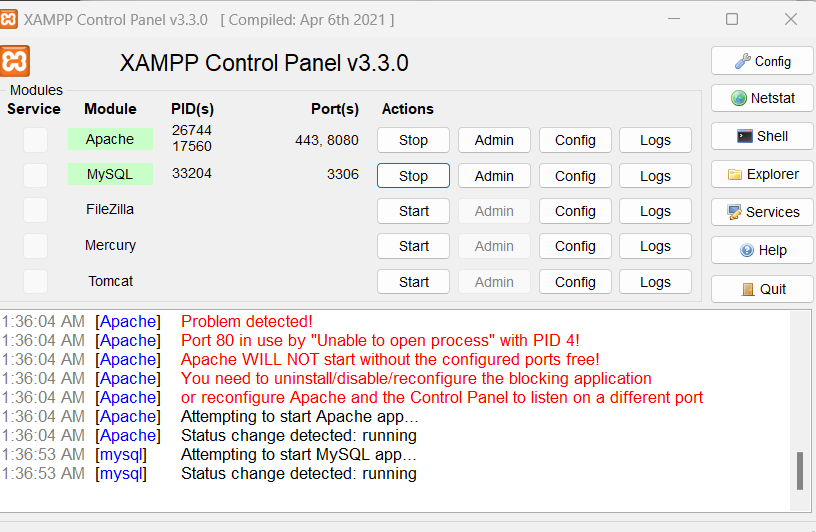 XAMPP Control Panel v3.3.0 [ Compiled: Apr 6th 2021 ]
XAMPP Control Panel v3.3.0
Config
Modules
Service Module PID(s) Port(s) Actions
Netstat
Apache 26744 17560 443, 8080 Stop Admin Config Logs
Shell
MySQL 33204 3306 Stop Admin Config Logs
Explorer
FileZilla Start Admin Config Logs
Services
Mercury Start Admin Config Logs
Help
Tomcat Start Admin Config Logs
Quit
1:36:04 AM [Apache] Problem detected!
1:36:04 AM [Apache] Port 80 in use by "Unable to open process" with PID 4!
1:36:04 AM [Apache] Apache WILL NOT start without the configured ports free!
1:36:04 AM [Apache] You need to uninstall/disable/reconfigure the blocking application
1:36:04 AM [Apache] or reconfigure Apache and the Control Panel to listen on a different port
1:36:04 AM [Apache] Attempting to start Apache app...
1:36:04 AM [Apache] Status change detected: running
1:36:53 AM [mysql] Attempting to start MySQL app...
1:36:53 AM [mysql] Status change detected: running